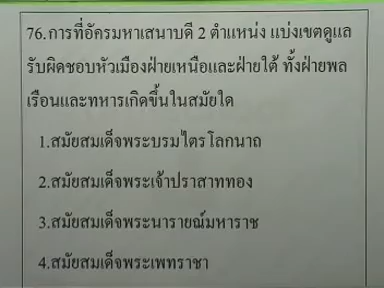 76.การที่อัครมหาเสนาบดี 2 ตำแหน่ง แบ่งเขตดูแล
รับผิดชอบหัวเมืองฝ่ายเหนือและฝ่ายใต้ ทั้งฝ่ายพล
เรือนและทหารเกิดขึ้นในสมัยใด
1.สมัยสมเด็จพระบรมไตรโลกนาถ
2.สมัยสมเด็จพระเจ้าปราสาททอง
3.สมัยสมเด็จพระนารายณ์มหาราช
4.สมัยสมเด็จพระเพทราชา